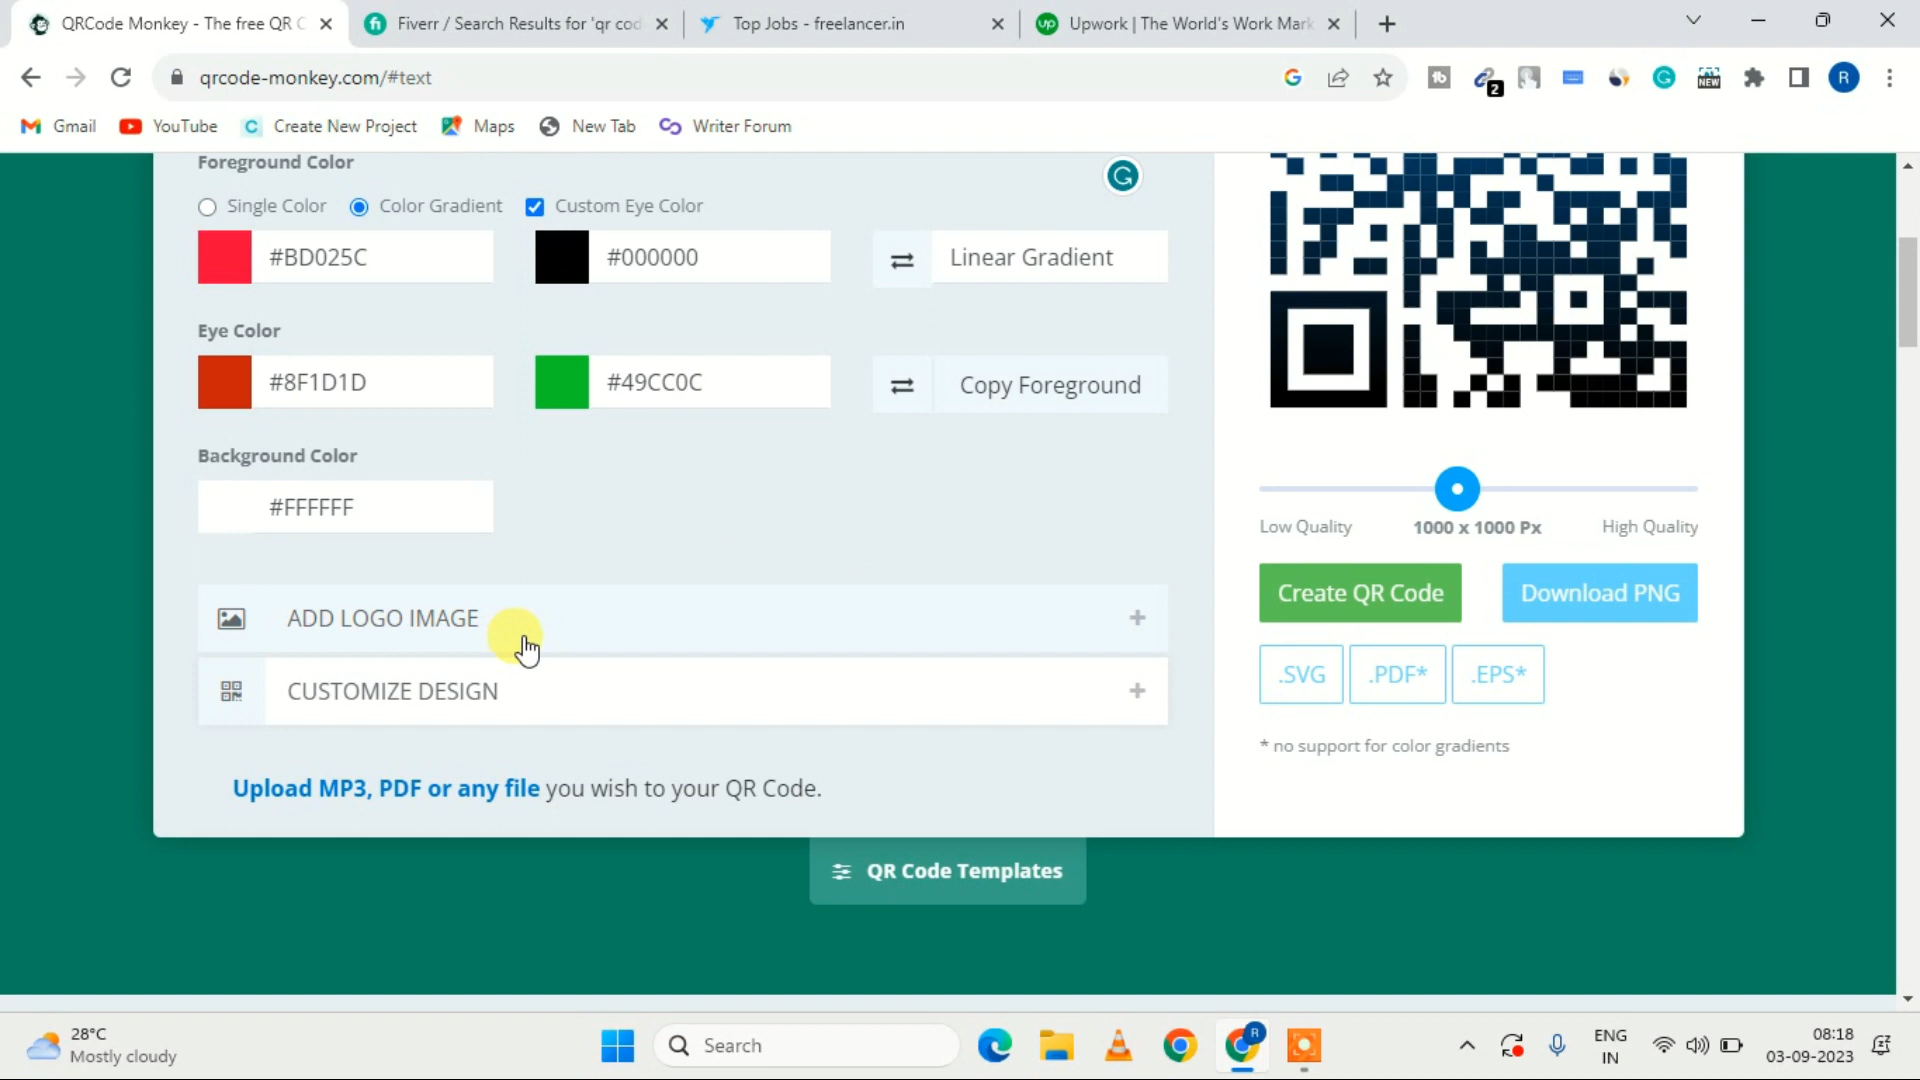 QRCode Monkey - The free QR C
Fiverr / Search Results for 'qr cod
Top Jobs - freelancer.in
Upwork | The World's Work Mark
qrcode-monkey.com/#text
2
NEW
R
Gmail
YouTube
Create New Project
Maps
New Tab
Writer Forum
Foreground Color
Single Color
Color Gradient
Custom Eye Color
#BD025C
#000000
Linear Gradient
Eye Color
#8F1D1D
#49CC0C
Copy Foreground
Background Color
#FFFFFF
Low Quality
1000 x 1000 Px
High Quality
ADD LOGO IMAGE
Create QR Code
Download PNG
CUSTOMIZE DESIGN
.SVG
.PDF*
.EPS*
* no support for color gradients
Upload MP3, PDF or any file you wish to your QR Code.
QR Code Templates
28°C
Mostly cloudy
Search
R
ENG
IN
08:18
03-09-2023